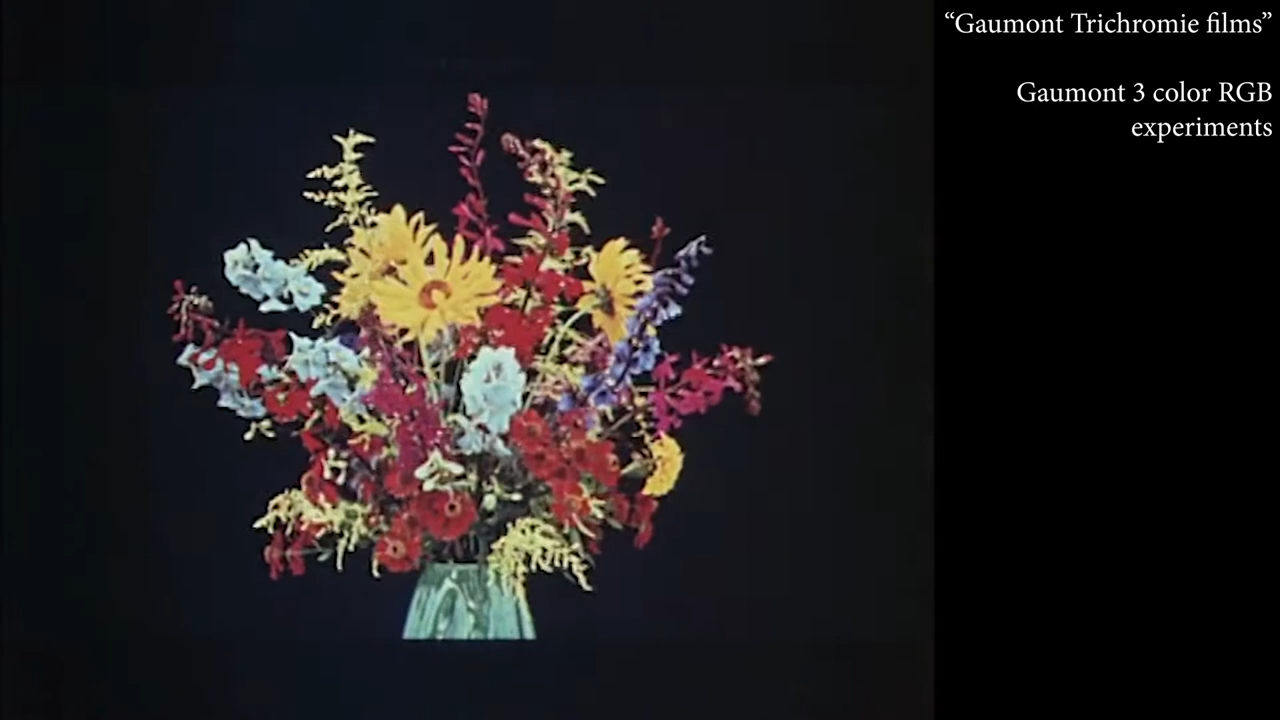 “Gaumont Trichromie films”
Gaumont 3 color RGB
experiments